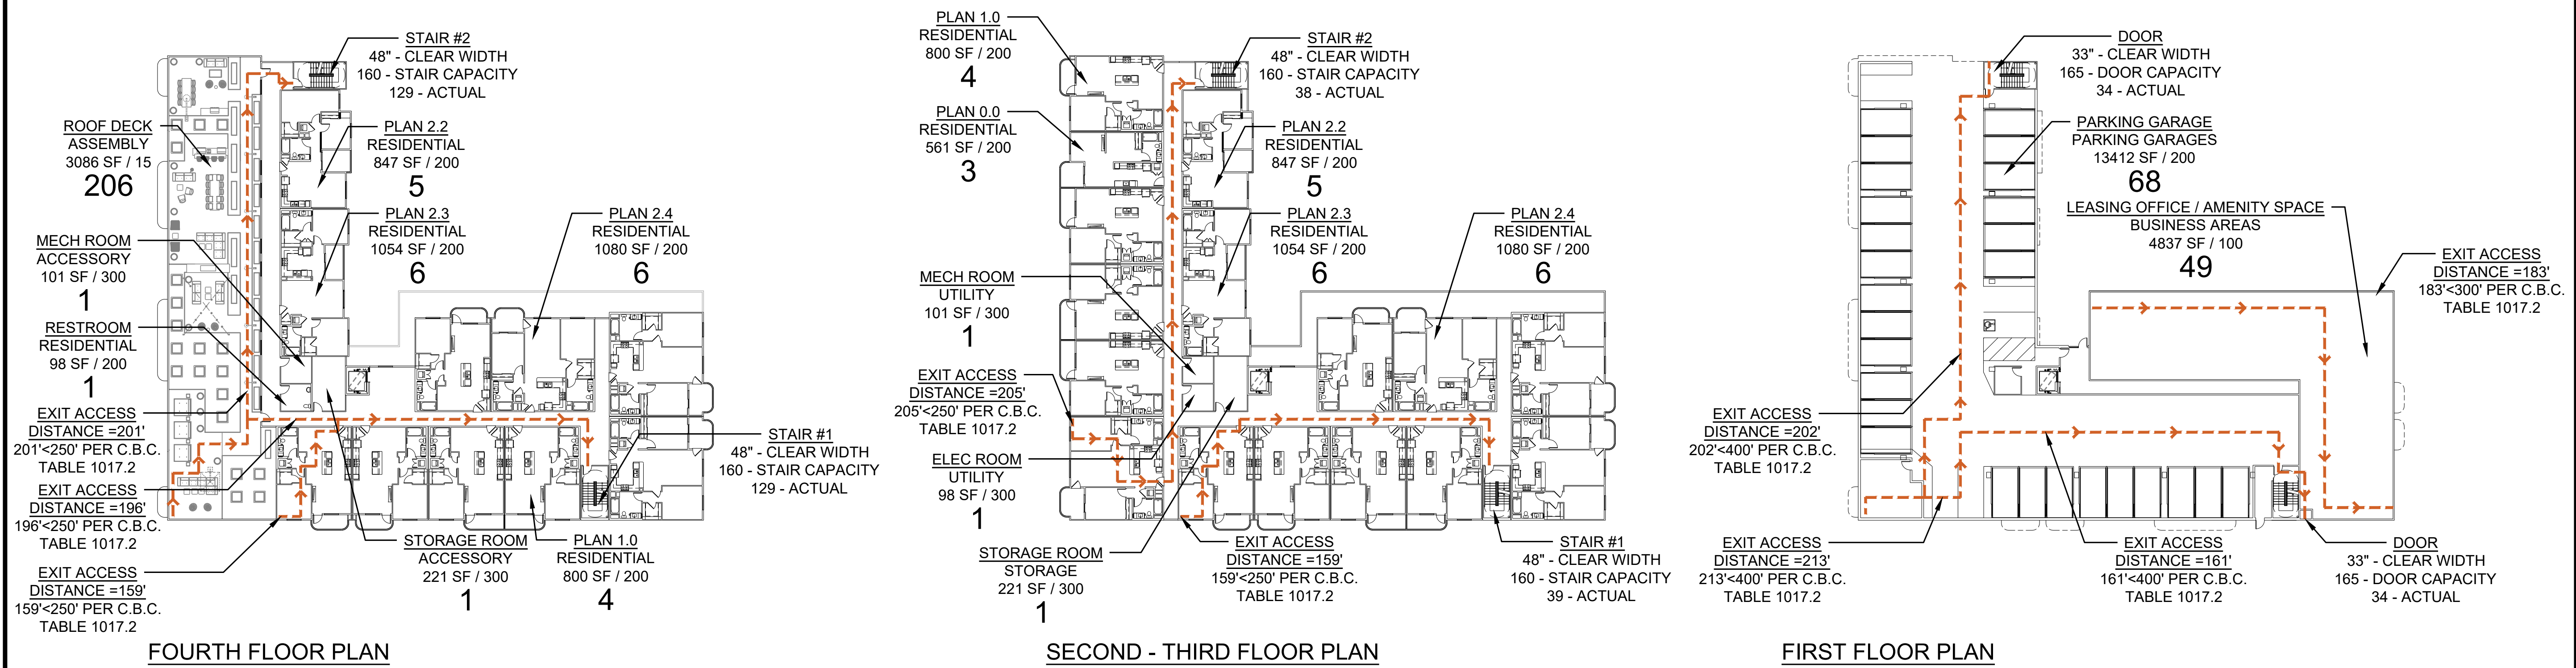 STAIR #2
48" - CLEAR WIDTH
160 - STAIR CAPACITY
129 - ACTUAL
ROOF DECK
ASSEMBLY
3086 SF / 15
206
PLAN 2.2
RESIDENTIAL
847 SF / 200
5
PLAN 2.3
RESIDENTIAL
1054 SF / 200
6
PLAN 2.4
RESIDENTIAL
1080 SF / 200
6
MECH ROOM
ACCESSORY
101 SF / 300
1
RESTROOM
RESIDENTIAL
98 SF / 200
1
EXIT ACCESS
DISTANCE =201'
201'<250' PER C.B.C.
TABLE 1017.2
EXIT ACCESS
DISTANCE =196'
196'<250' PER C.B.C.
TABLE 1017.2
EXIT ACCESS
DISTANCE =159'
159'<250' PER C.B.C.
TABLE 1017.2
STORAGE ROOM
ACCESSORY
221 SF / 300
1
PLAN 1.0
RESIDENTIAL
800 SF / 200
4
STAIR #1
48" - CLEAR WIDTH
160 - STAIR CAPACITY
129 - ACTUAL
FOURTH FLOOR PLAN
PLAN 1.0
RESIDENTIAL
800 SF / 200
4
PLAN 0.0
RESIDENTIAL
561 SF / 200
3
STAIR #2
48" - CLEAR WIDTH
160 - STAIR CAPACITY
38 - ACTUAL
PLAN 2.2
RESIDENTIAL
847 SF / 200
5
PLAN 2.3
RESIDENTIAL
1054 SF / 200
6
PLAN 2.4
RESIDENTIAL
1080 SF / 200
6
MECH ROOM
UTILITY
101 SF / 300
1
EXIT ACCESS
DISTANCE =205'
205'<250' PER C.B.C.
TABLE 1017.2
ELEC ROOM
UTILITY
98 SF / 300
1
STORAGE ROOM
STORAGE
221 SF / 300
1
EXIT ACCESS
DISTANCE =159'
159'<250' PER C.B.C.
TABLE 1017.2
STAIR #1
48" - CLEAR WIDTH
160 - STAIR CAPACITY
39 - ACTUAL
SECOND - THIRD FLOOR PLAN
DOOR
33" - CLEAR WIDTH
165 - DOOR CAPACITY
34 - ACTUAL
PARKING GARAGE
PARKING GARAGES
13412 SF / 200
68
LEASING OFFICE / AMENITY SPACE
BUSINESS AREAS
4837 SF / 100
49
EXIT ACCESS
DISTANCE =183'
183'<300' PER C.B.C.
TABLE 1017.2
EXIT ACCESS
DISTANCE =202'
202'<400' PER C.B.C.
TABLE 1017.2
EXIT ACCESS
DISTANCE =213'
213'<400' PER C.B.C.
TABLE 1017.2
EXIT ACCESS
DISTANCE =161'
161'<400' PER C.B.C.
TABLE 1017.2
DOOR
33" - CLEAR WIDTH
165 - DOOR CAPACITY
34 - ACTUAL
FIRST FLOOR PLAN